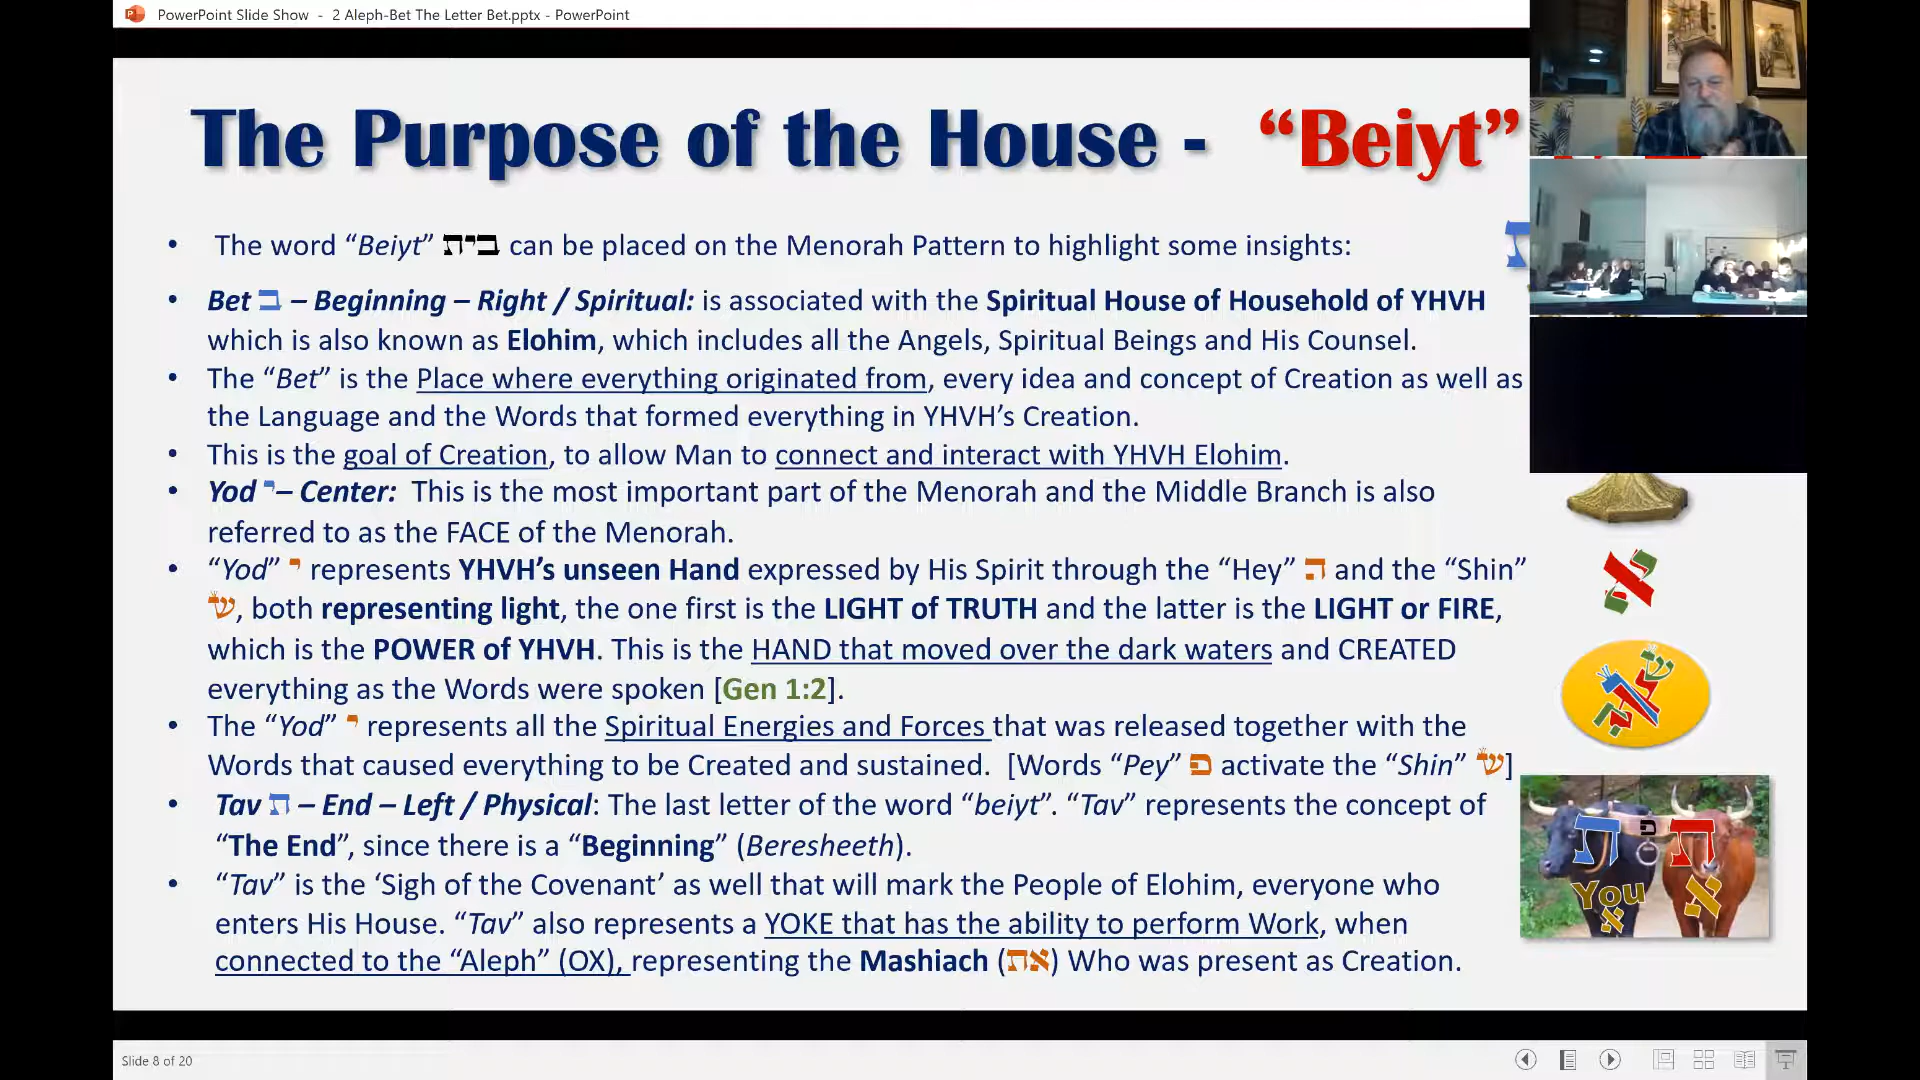 PowerPoint Slide Show - 2 Aleph-Bet The Letter Bet.pptx - PowerPoint
The Purpose of the House - “Beiyt”
• The word “Beiyt” בית can be placed on the Menorah Pattern to highlight some insights:
• Bet ב – Beginning – Right / Spiritual: is associated with the Spiritual House of Household of YHVH
which is also known as Elohim, which includes all the Angels, Spiritual Beings and His Counsel.
• The “Bet” is the Place where everything originated from, every idea and concept of Creation as well as
the Language and the Words that formed everything in YHVH’s Creation.
• This is the goal of Creation, to allow Man to connect and interact with YHVH Elohim.
• Yod י– Center: This is the most important part of the Menorah and the Middle Branch is also
referred to as the FACE of the Menorah.
• “Yod” י represents YHVH’s unseen Hand expressed by His Spirit through the “Hey” ה and the “Shin”
ש, both representing light, the one first is the LIGHT of TRUTH and the latter is the LIGHT or FIRE,
which is the POWER of YHVH. This is the HAND that moved over the dark waters and CREATED
everything as the Words were spoken [Gen 1:2].
• The “Yod” י represents all the Spiritual Energies and Forces that was released together with the
Words that caused everything to be Created and sustained. [Words “Pey” פ activate the “Shin” ש]
• Tav ת – End – Left / Physical: The last letter of the word “beiyt”. “Tav” represents the concept of
“The End”, since there is a “Beginning” (Beresheeth).
• “Tav” is the ‘Sigh of the Covenant’ as well that will mark the People of Elohim, everyone who
enters His House. “Tav” also represents a YOKE that has the ability to perform Work, when
connected to the “Aleph” (OX), representing the Mashiach (את) Who was present as Creation.
ת
א
ת פ ת
You א
א
Slide 8 of 20